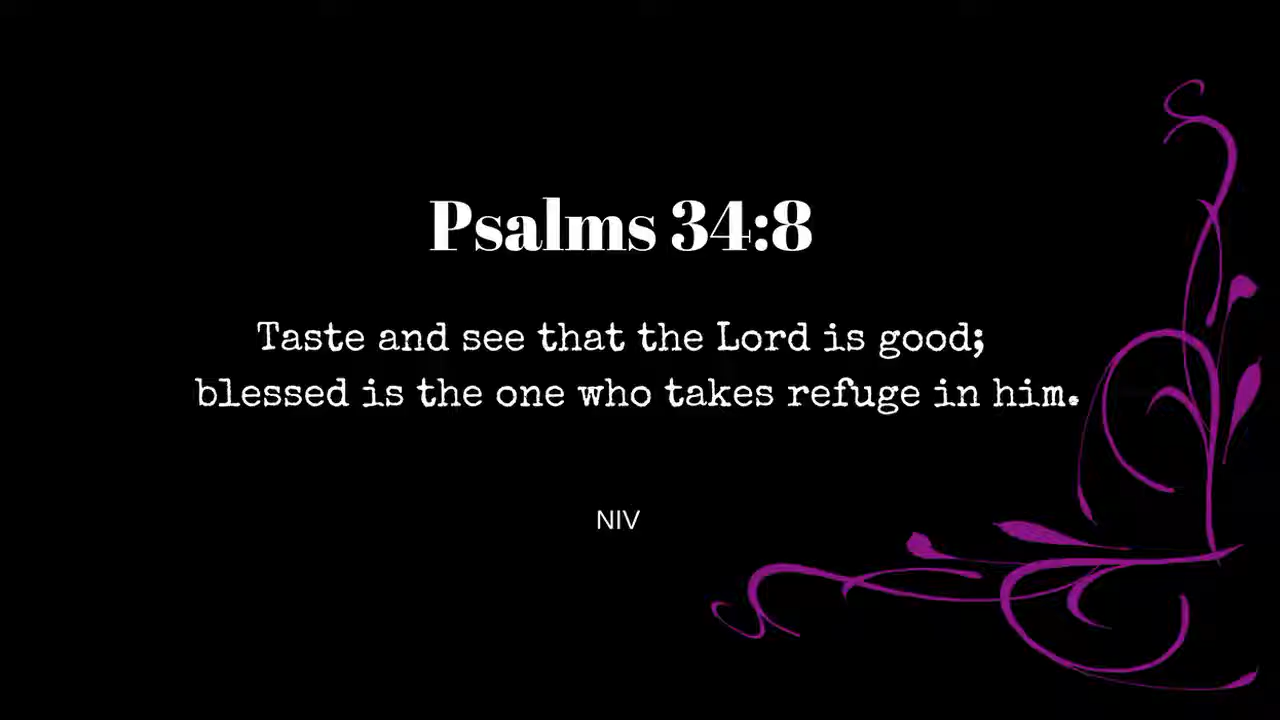 Psalms 34:8
Taste and see that the Lord is good;
blessed is the one who takes refuge in him.
NIV